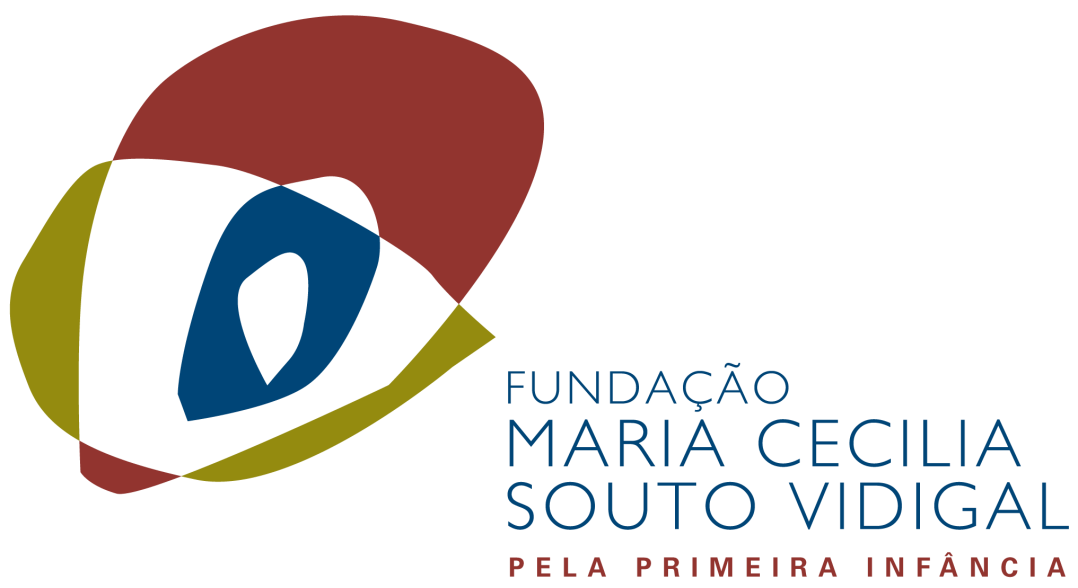 FUNDAÇÃO
MARIA CECILIA
SOUTO VIDIGAL
PELA PRIMEIRA INFÂNCIA